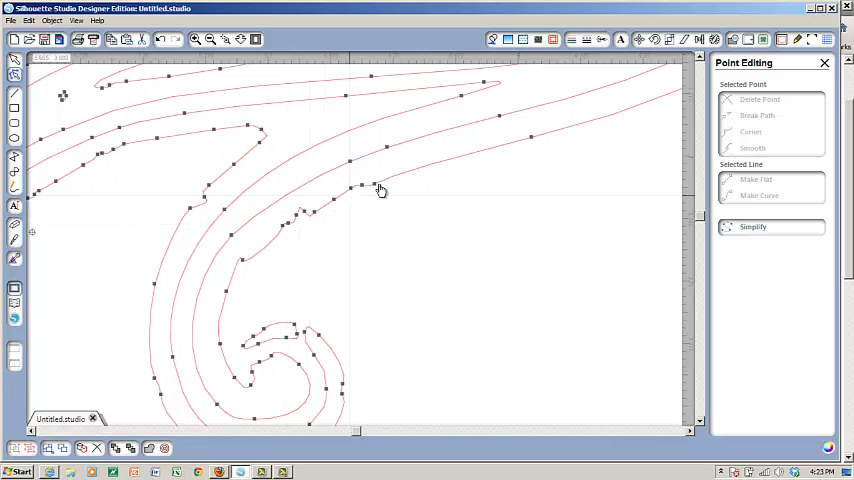 Silhouette Studio Designer Edition: Untitled.studio
File Edit Object View Help
Point Editing
Selected Point
Delete Point
Break Path
Corner
Smooth
Selected Line
Make Flat
Make Curve
Simplify
Untitled.studio
Start
4:23 PM